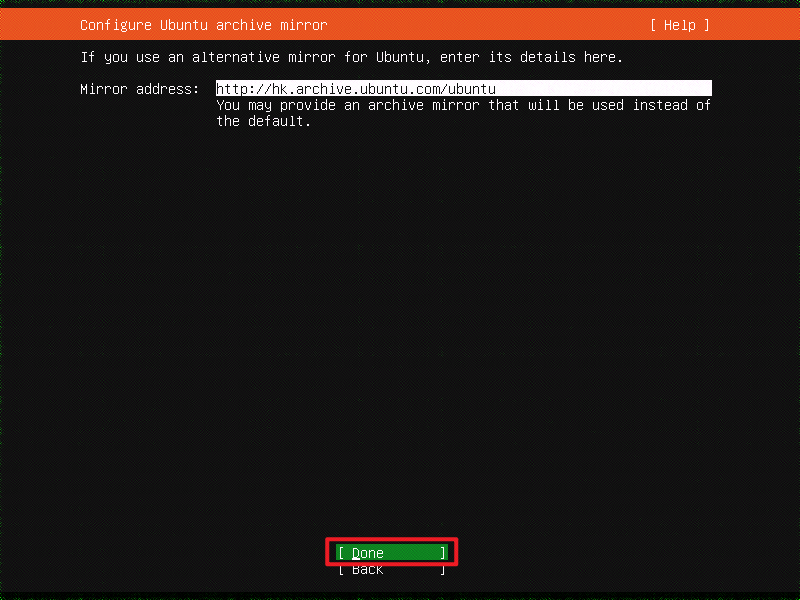 Configure Ubuntu archive mirror [ Help ]
If you use an alternative mirror for Ubuntu, enter its details here.
Mirror address: http://hk.archive.ubuntu.com/ubuntu
You may provide an archive mirror that will be used instead of
the default.
[ Done ]
[ Back ]